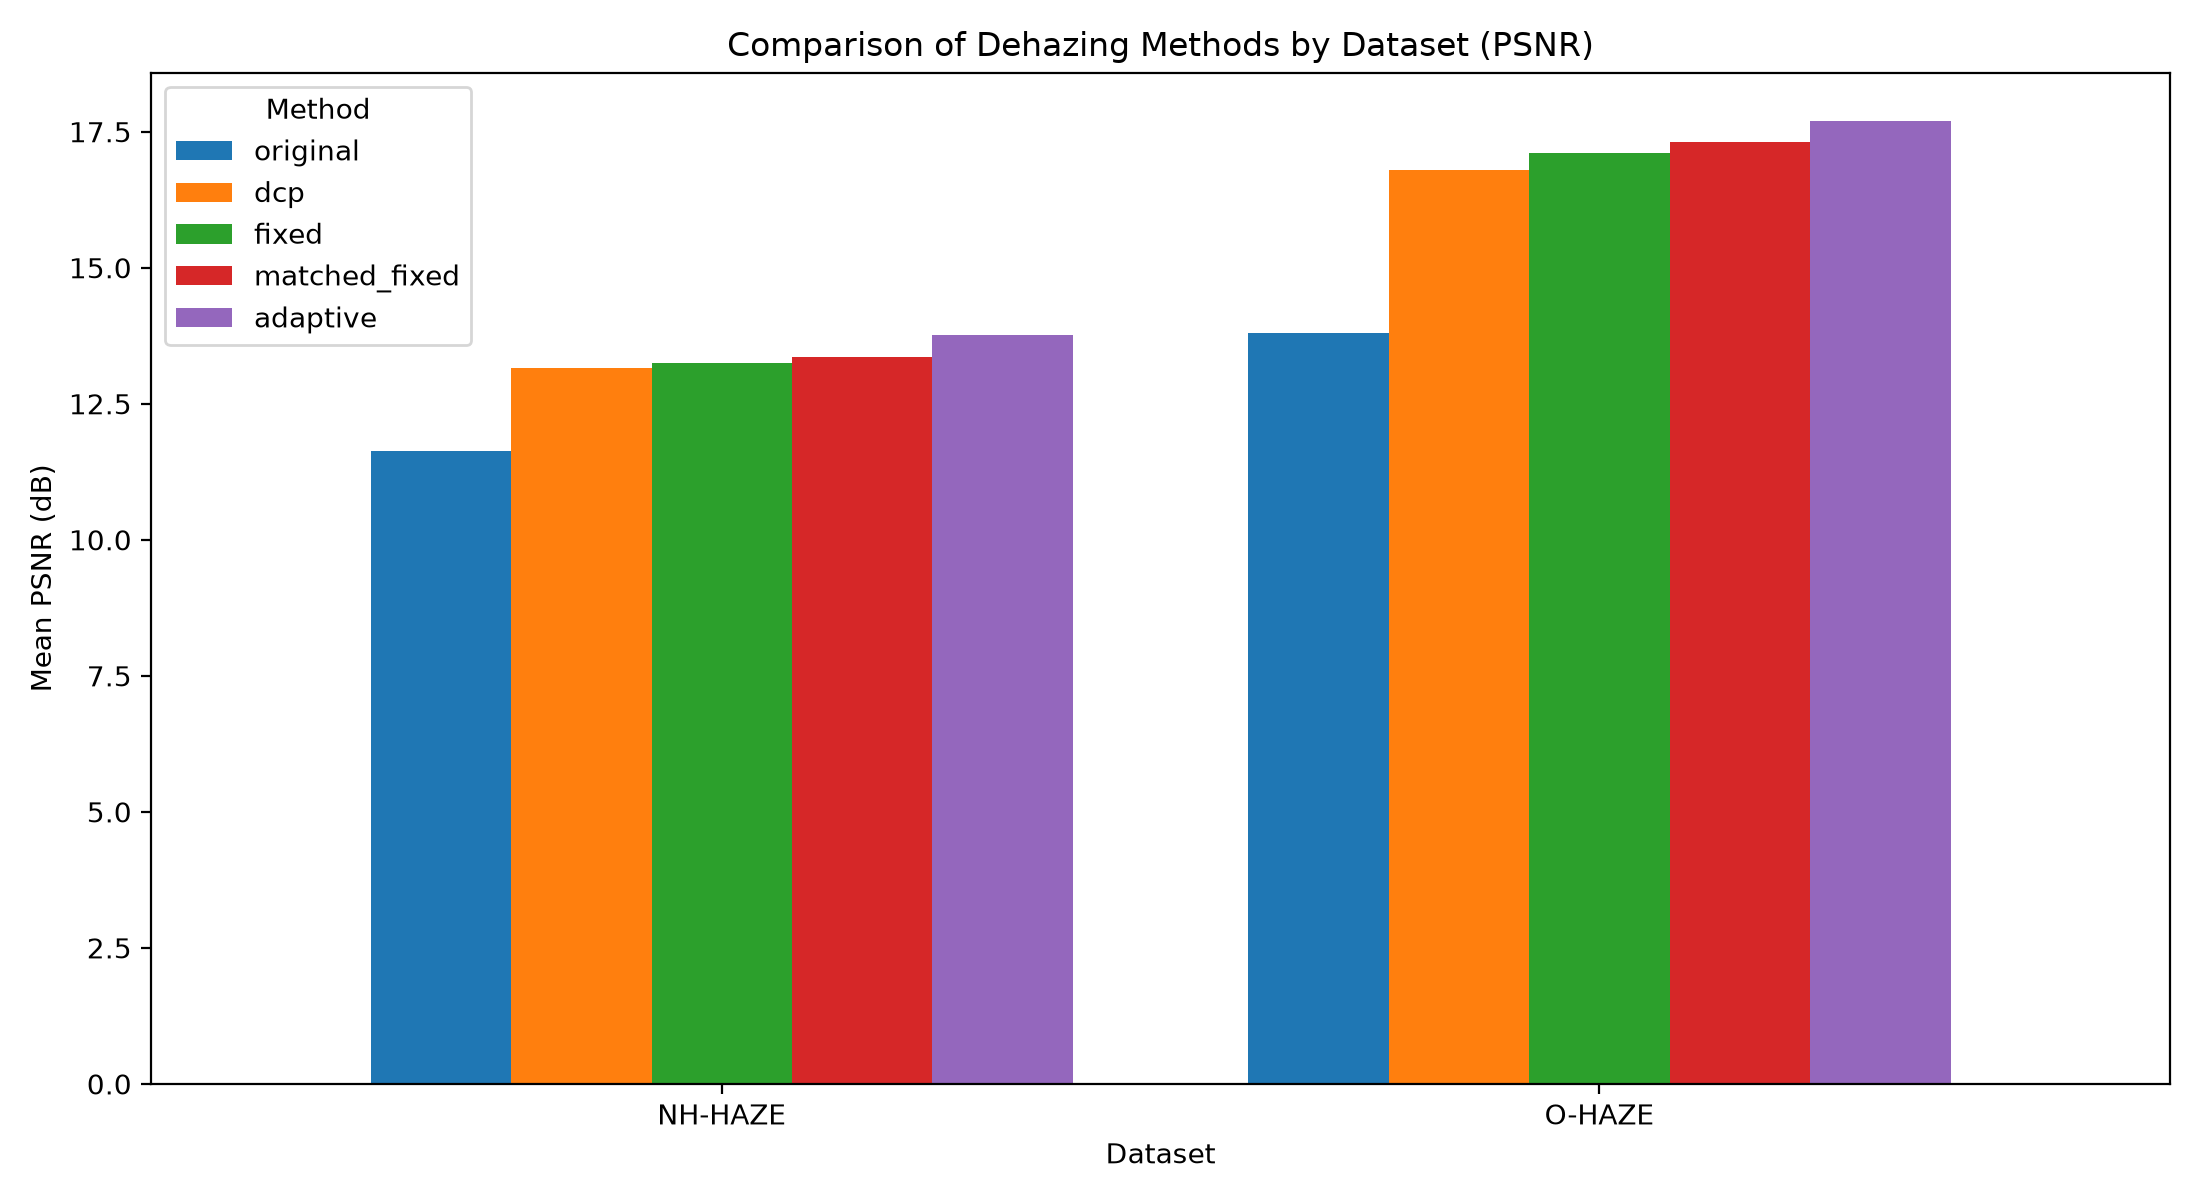 Comparison of Dehazing Methods by Dataset (PSNR)
Method
original
dcp
fixed
matched_fixed
adaptive
Mean PSNR (dB)
17.5
15.0
12.5
10.0
7.5
5.0
2.5
0.0
NH-HAZE
O-HAZE
Dataset